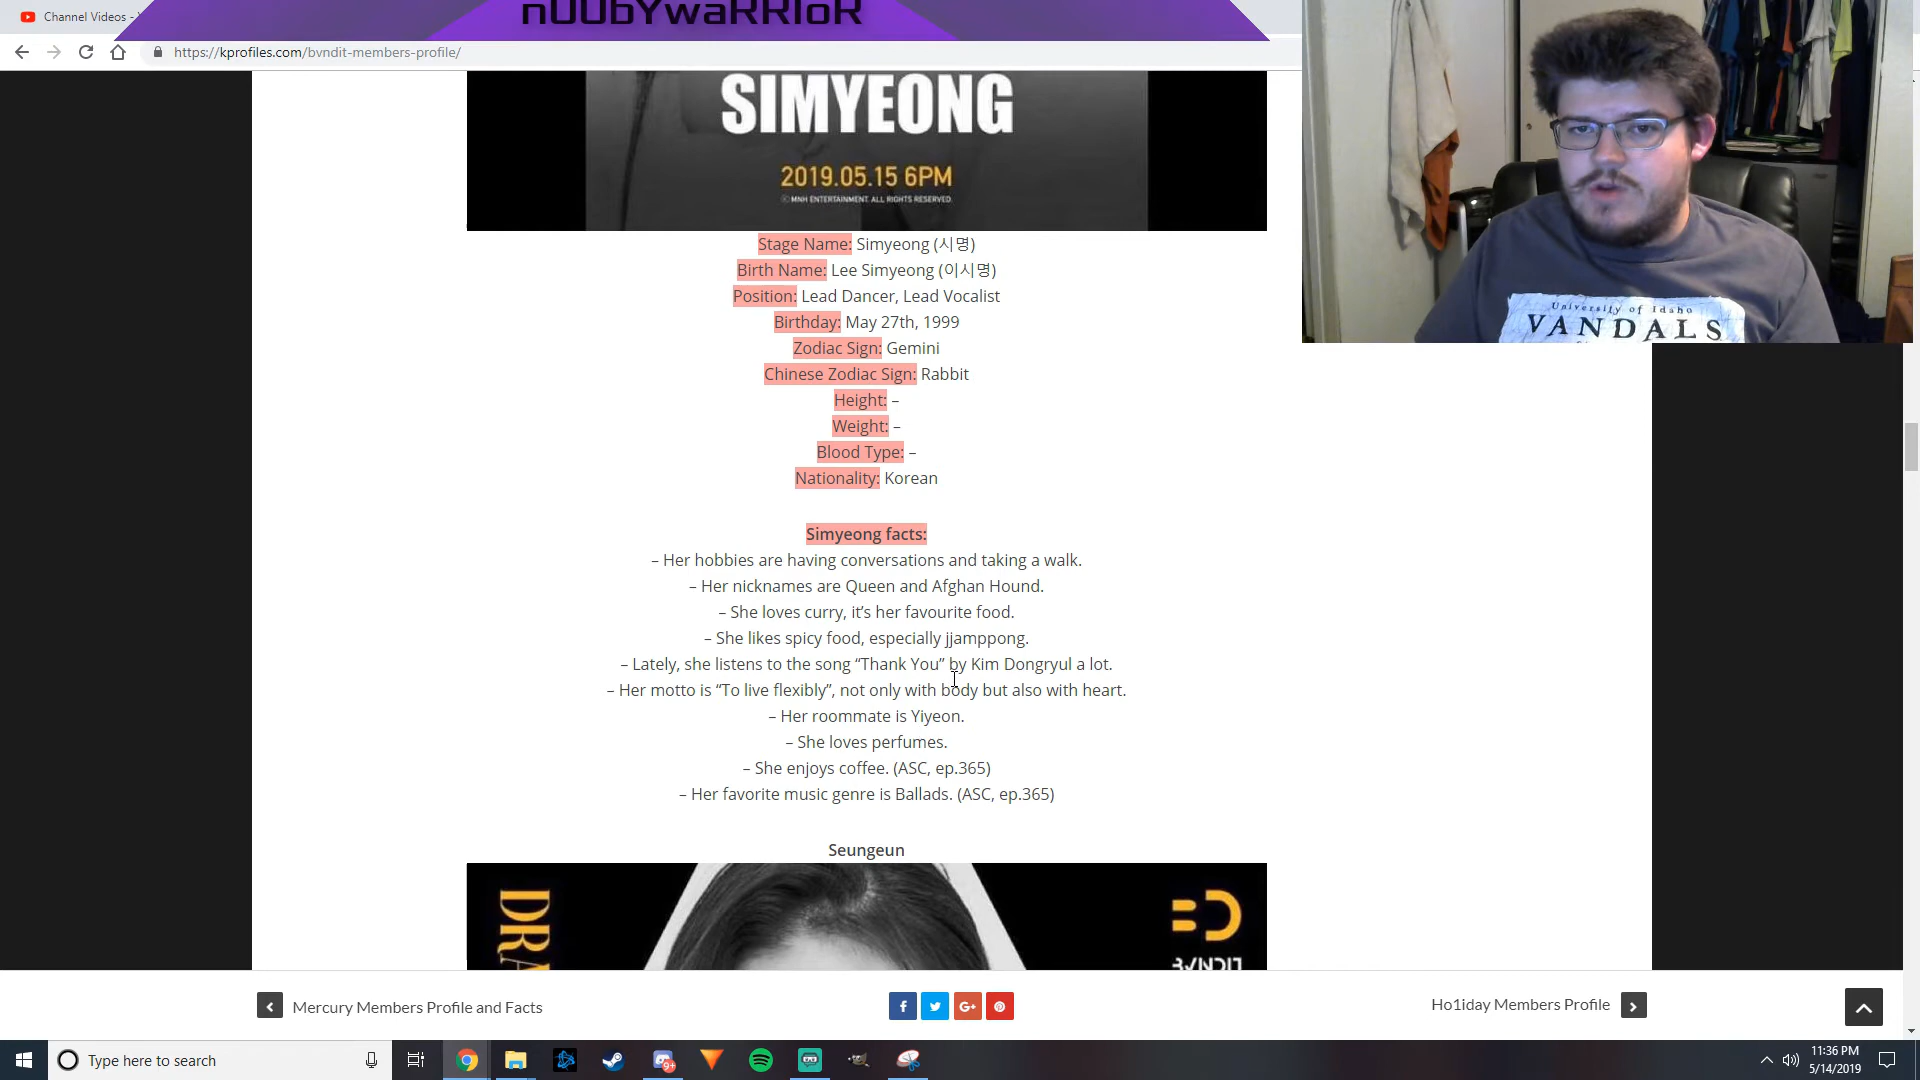 Channel Videos -
nUUbYwaRRIoR
https://kprofiles.com/bvndit-members-profile/
SIMYEONG
2019.05.15 6PM
MNH ENTERTAINMENT. ALL RIGHTS RESERVED.
University of Idaho
VANDALS
Stage Name: Simyeong (시명)
Birth Name: Lee Simyeong (이시명)
Position: Lead Dancer, Lead Vocalist
Birthday: May 27th, 1999
Zodiac Sign: Gemini
Chinese Zodiac Sign: Rabbit
Height: –
Weight: –
Blood Type: –
Nationality: Korean
Simyeong facts:
– Her hobbies are having conversations and taking a walk.
– Her nicknames are Queen and Afghan Hound.
– She loves curry, it’s her favourite food.
– She likes spicy food, especially jjamppong.
– Lately, she listens to the song “Thank You” by Kim Dongryul a lot.
– Her motto is “To live flexibly”, not only with body but also with heart.
– Her roommate is Yiyeon.
– She loves perfumes.
– She enjoys coffee. (ASC, ep.365)
– Her favorite music genre is Ballads. (ASC, ep.365)
Seungeun
DRA
BVNDIT
Mercury Members Profile and Facts
G+
Ho1iday Members Profile
Type here to search
9+
11:36 PM
5/14/2019